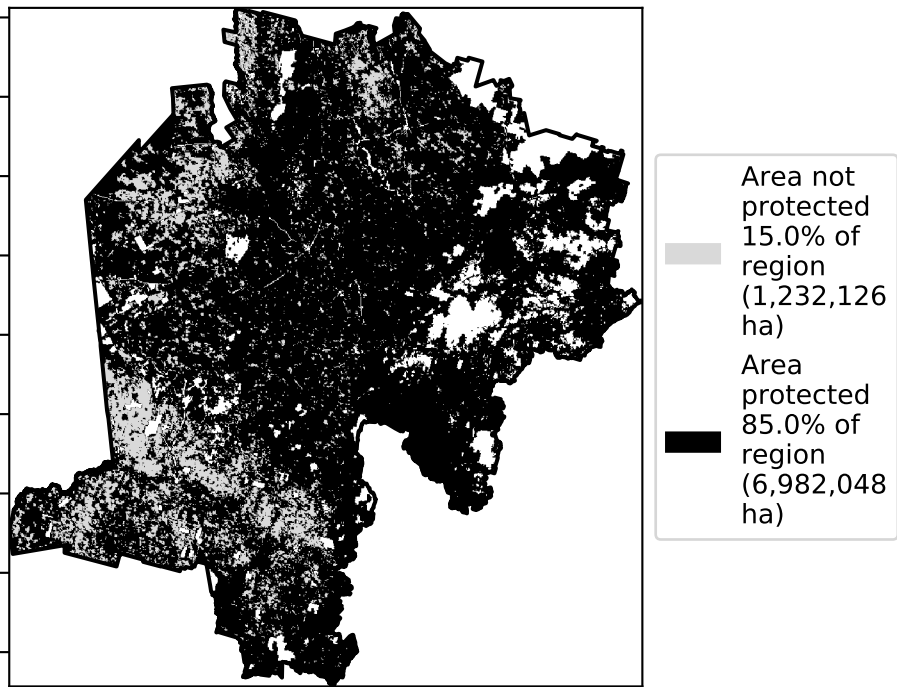 Area not
protected
15.0% of
region
(1,232,126
ha)
Area
protected
85.0% of
region
(6,982,048
ha)